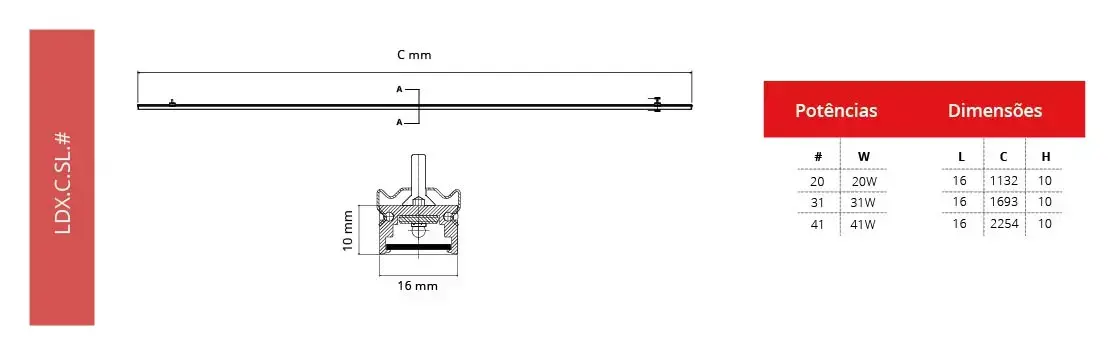 LDX.C.SL.#
C mm
A
A
10 mm
16 mm
Potências Dimensões
# W L C H
20 20W 16 1132 10
31 31W 16 1693 10
41 41W 16 2254 10